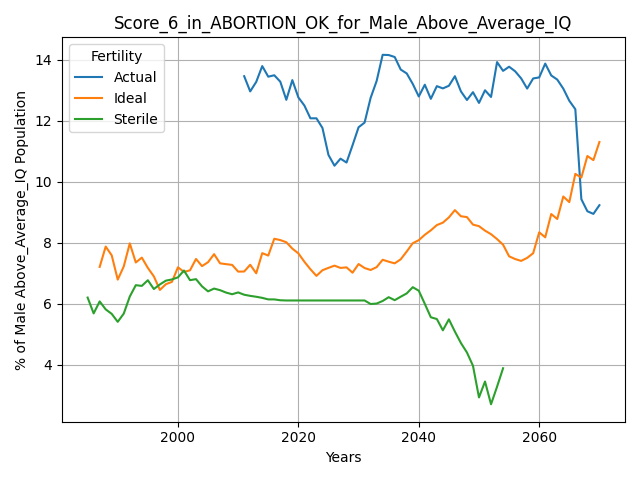 Score_6_in_ABORTION_OK_for_Male_Above_Average_IQ
Fertility
Actual
Ideal
Sterile
% of Male Above_Average_IQ Population
14
12
10
8
6
4
2000
2020
2040
2060
Years